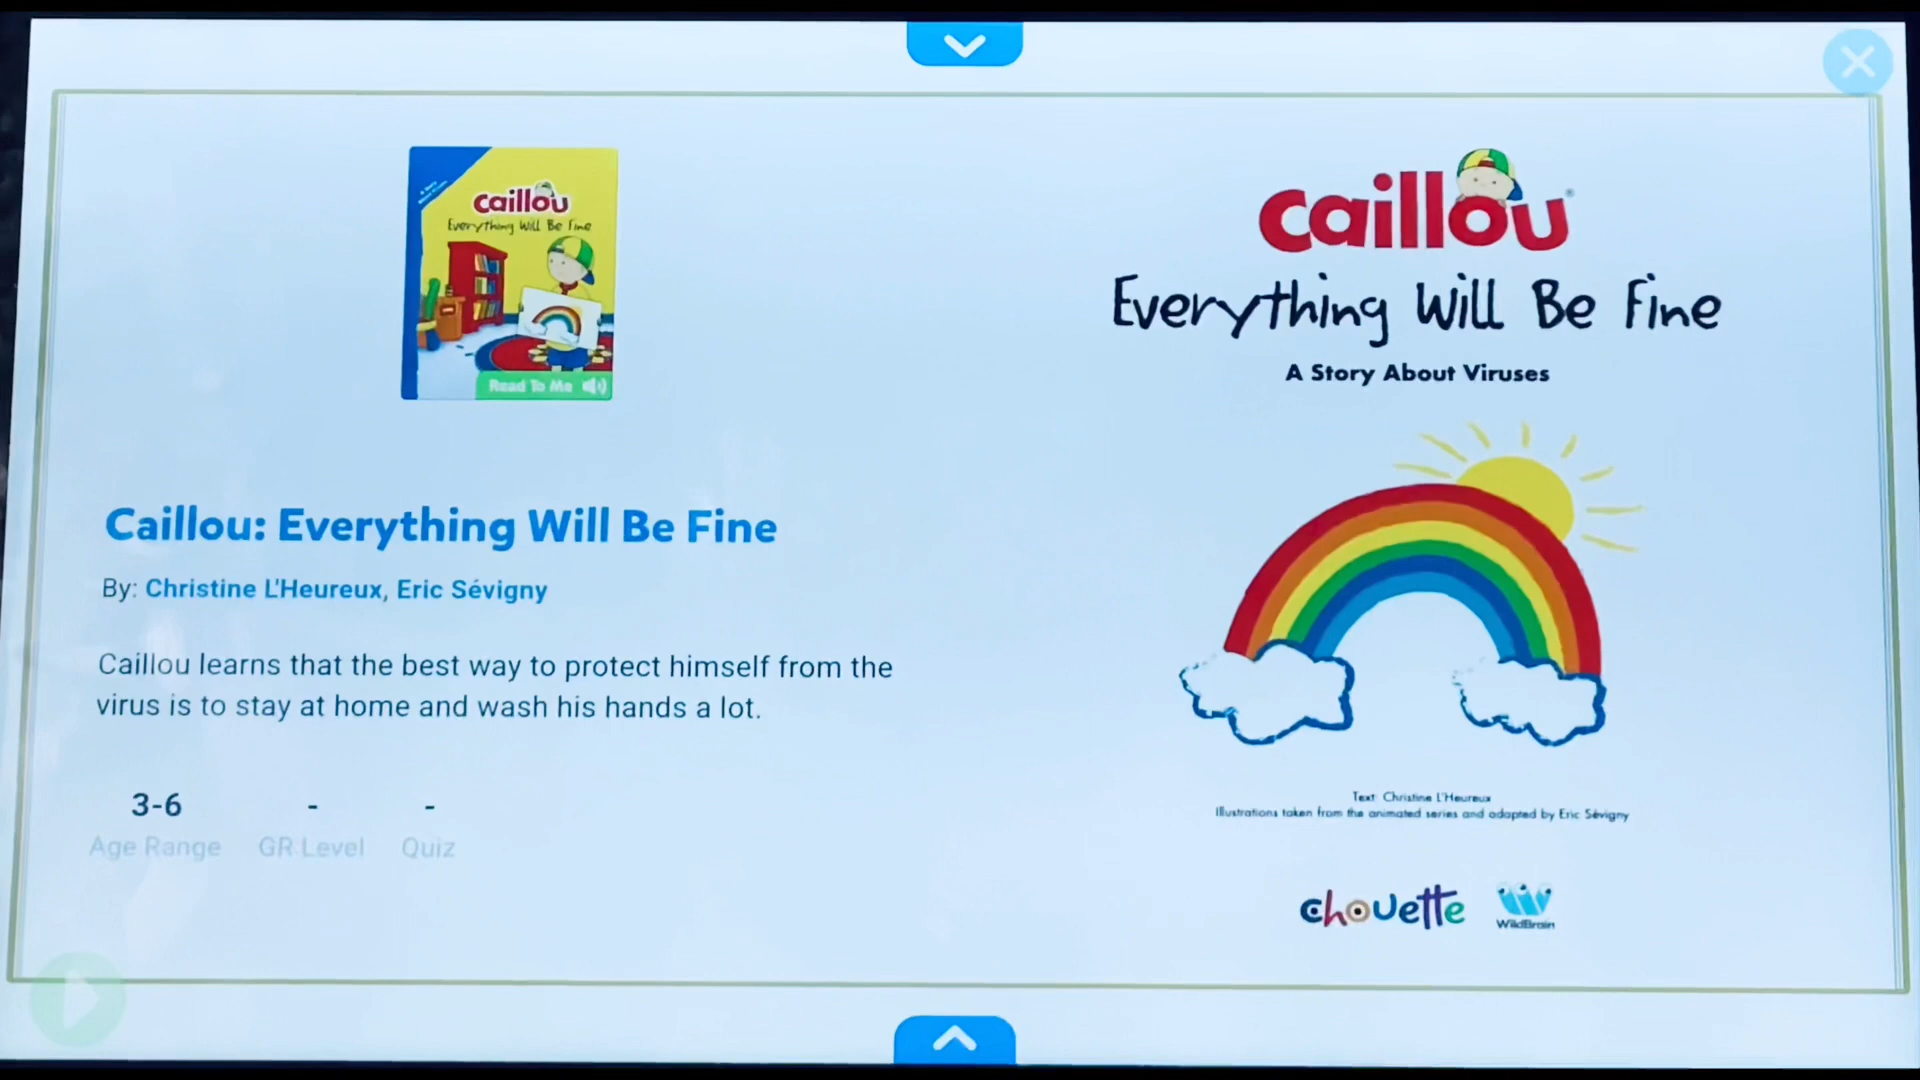 caillou
Everything Will Be Fine
Read To Me
Caillou: Everything Will Be Fine
By: Christine L'Heureux, Eric Sévigny
Caillou learns that the best way to protect himself from the
virus is to stay at home and wash his hands a lot.
3-6 - -
Age Range GR Level Quiz
caillou
Everything Will Be Fine
A Story About Viruses
Text: Christine L'Heureux
Illustrations taken from the animated series and adapted by Eric Sévigny
chouette WildBrain